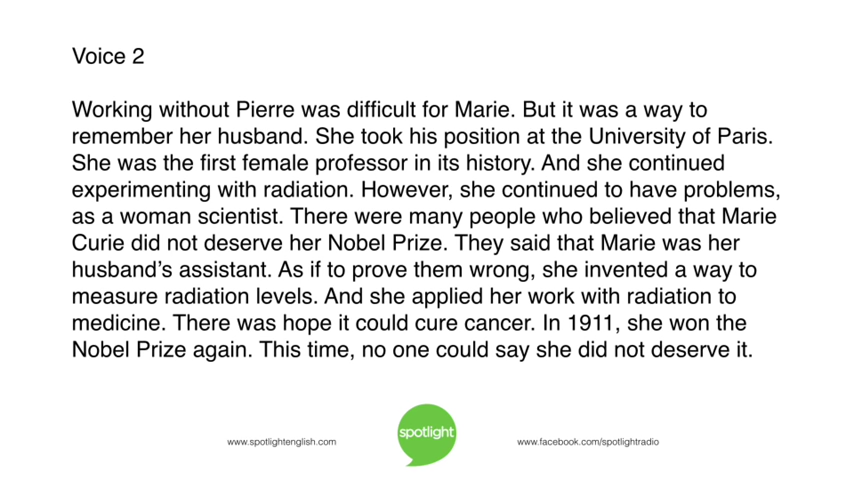 Voice 2
Working without Pierre was difficult for Marie. But it was a way to
remember her husband. She took his position at the University of Paris.
She was the first female professor in its history. And she continued
experimenting with radiation. However, she continued to have problems,
as a woman scientist. There were many people who believed that Marie
Curie did not deserve her Nobel Prize. They said that Marie was her
husband’s assistant. As if to prove them wrong, she invented a way to
measure radiation levels. And she applied her work with radiation to
medicine. There was hope it could cure cancer. In 1911, she won the
Nobel Prize again. This time, no one could say she did not deserve it.
www.spotlightenglish.com
spotlight
www.facebook.com/spotlightradio